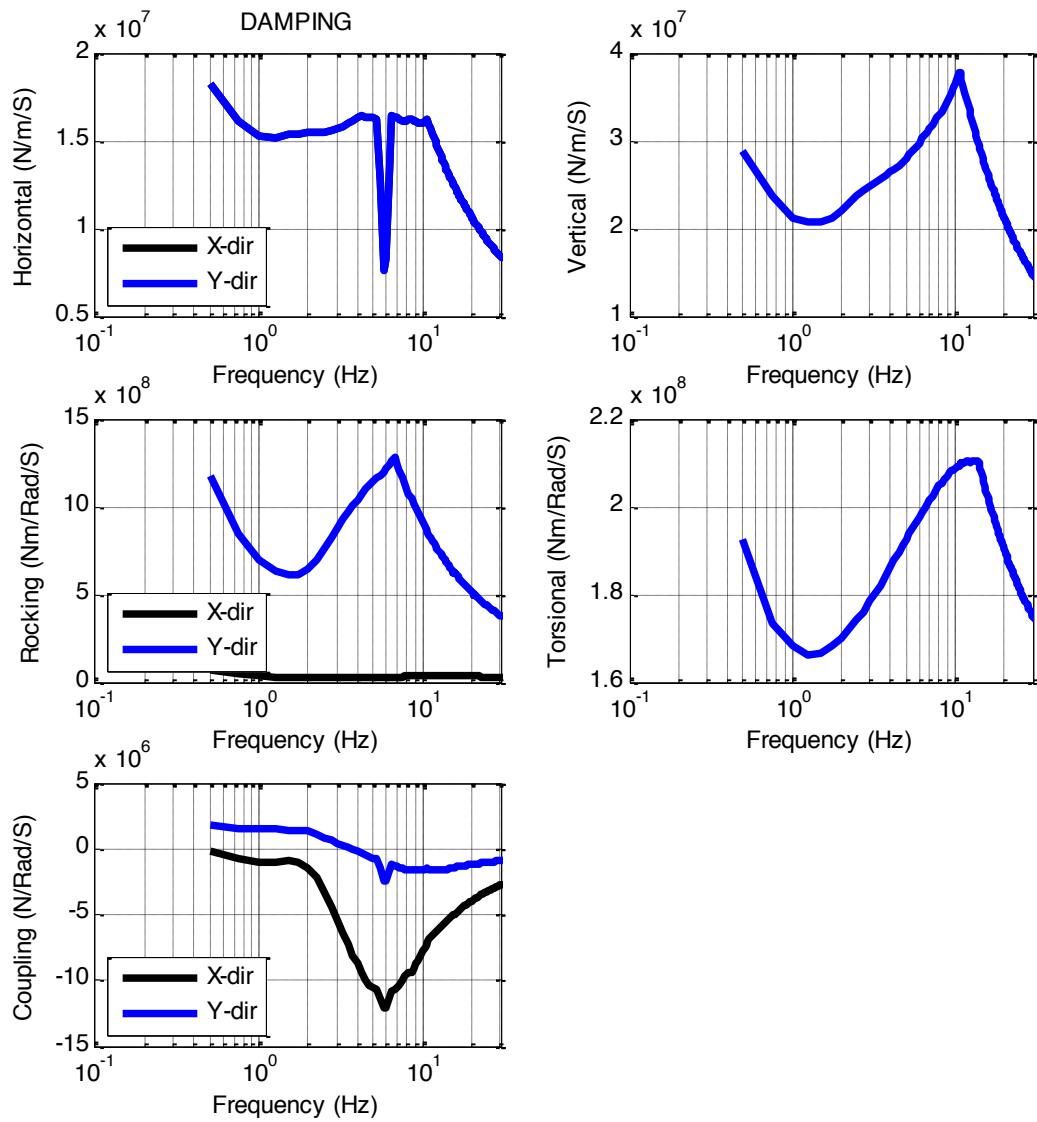 DAMPING
x 10^7
2
1.5
1
0.5
Horizontal (N/m/S)
X-dir
Y-dir
10^-1 10^0 10^1
Frequency (Hz)
x 10^7
4
3
2
1
Vertical (N/m/S)
10^-1 10^0 10^1
Frequency (Hz)
x 10^8
15
10
5
0
Rocking (Nm/Rad/S)
X-dir
Y-dir
10^-1 10^0 10^1
Frequency (Hz)
x 10^8
2.2
2
1.8
1.6
Torsional (Nm/Rad/S)
10^-1 10^0 10^1
Frequency (Hz)
x 10^6
5
0
-5
-10
-15
Coupling (N/Rad/S)
X-dir
Y-dir
10^-1 10^0 10^1
Frequency (Hz)